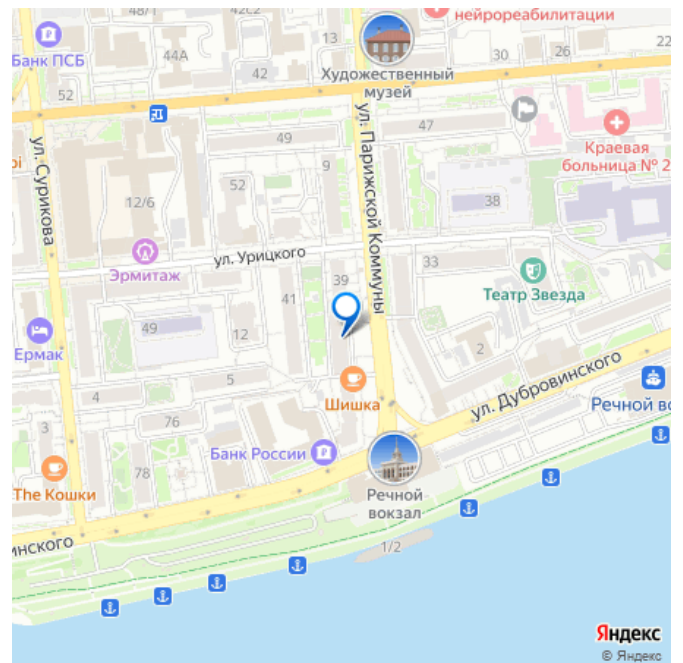 48/1
42с2
13
нейрореабилитации
Банк ПСБ
44А
42
30
26
22
Художественный
музей
52
ул. Сурикова
ул. Парижской Коммуны
49
47
9
Краевая
больница № 2
pi
52
12/6
38
ул. Урицкого
Эрмитаж
39
33
41
Театр Звезда
49
12
Ермак
2
5
ул. Дубровинского
4
Шишка
Речной во
3
76
Банк России
78
The Кошки
Речной
вокзал
инского
1/2
Яндекс
© Яндекс